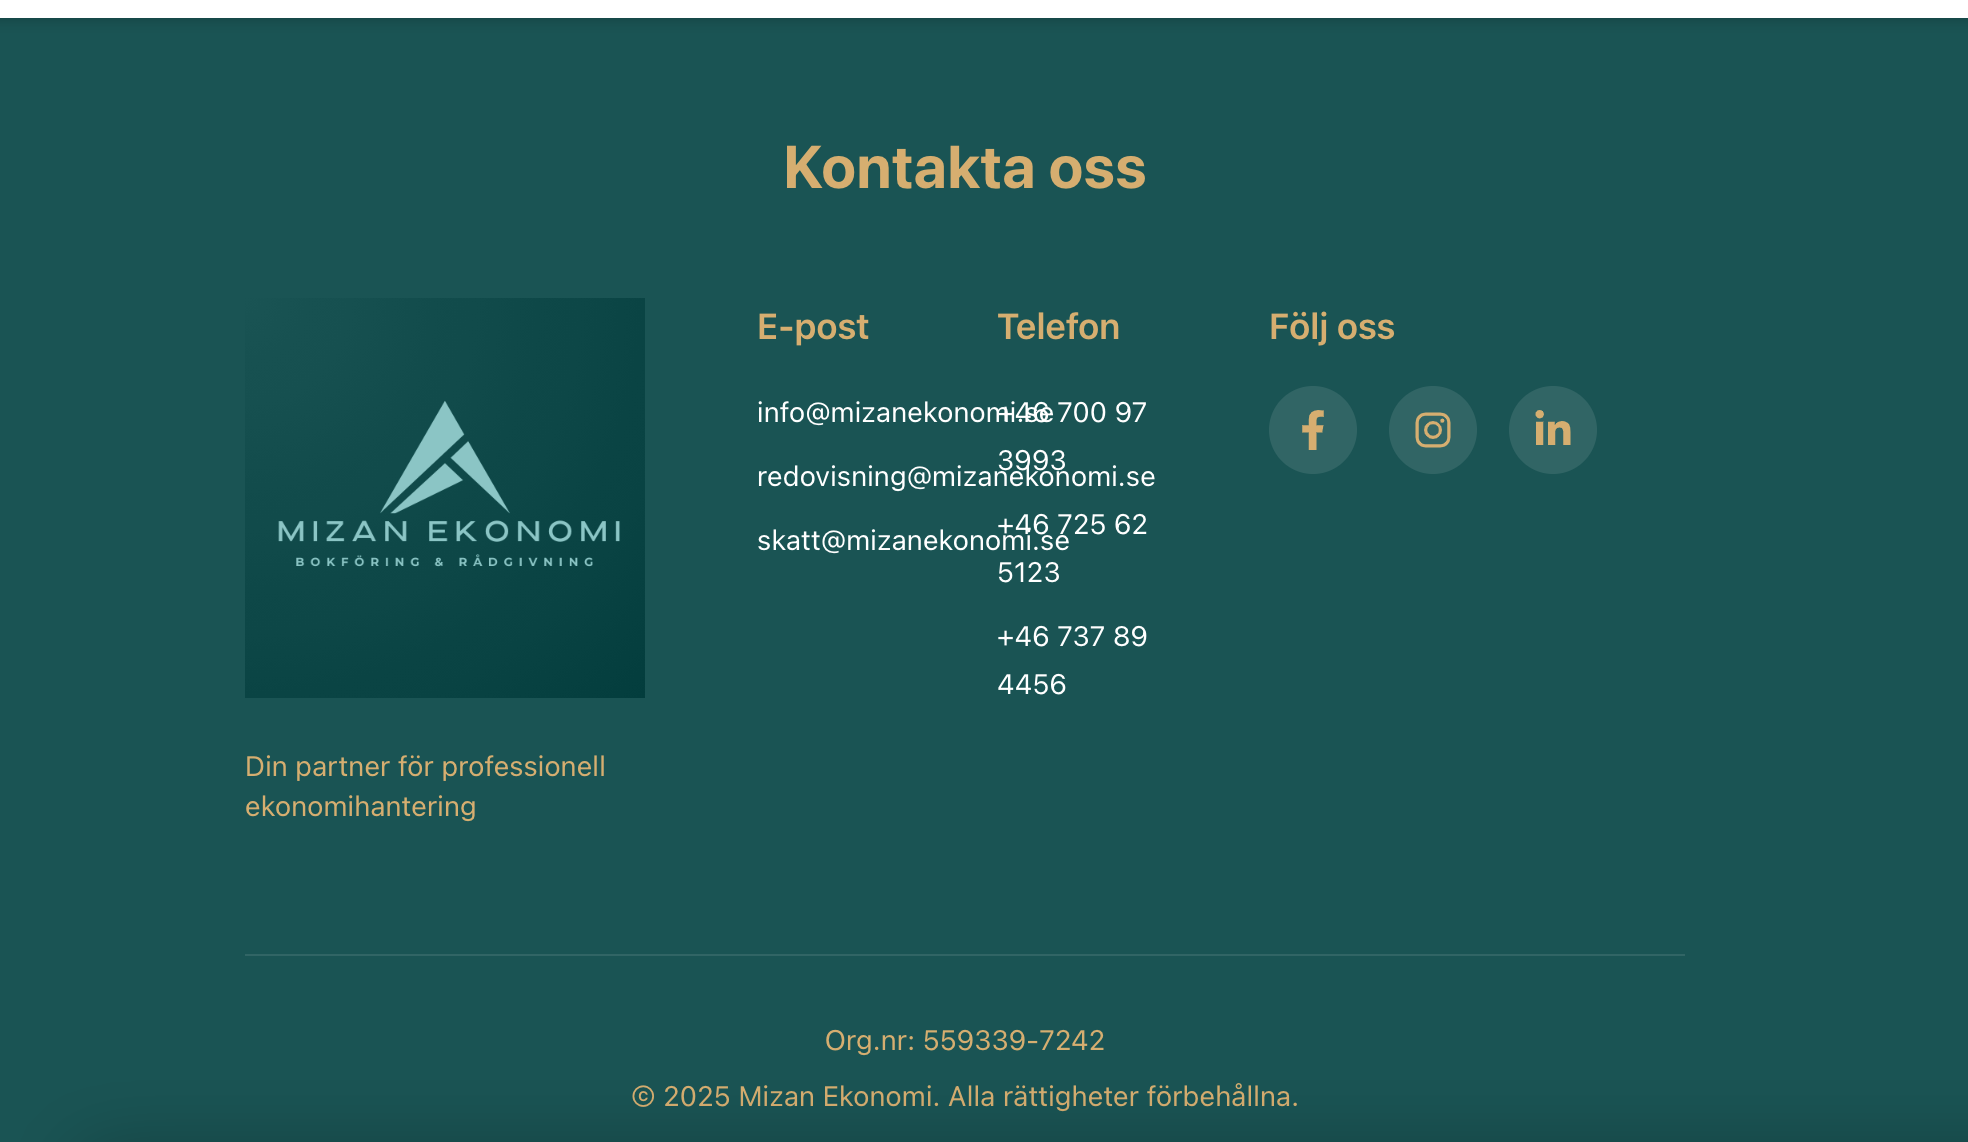 Kontakta oss
MIZAN EKONOMI
BOKFÖRING & RÅDGIVNING
Din partner för professionell
ekonomihantering
E-post
info@mizanekonomi.se
redovisning@mizanekonomi.se
skatt@mizanekonomi.se
Telefon
+46 700 97
3993
+46 725 62
5123
+46 737 89
4456
Följ oss
Org.nr: 559339-7242
© 2025 Mizan Ekonomi. Alla rättigheter förbehållna.